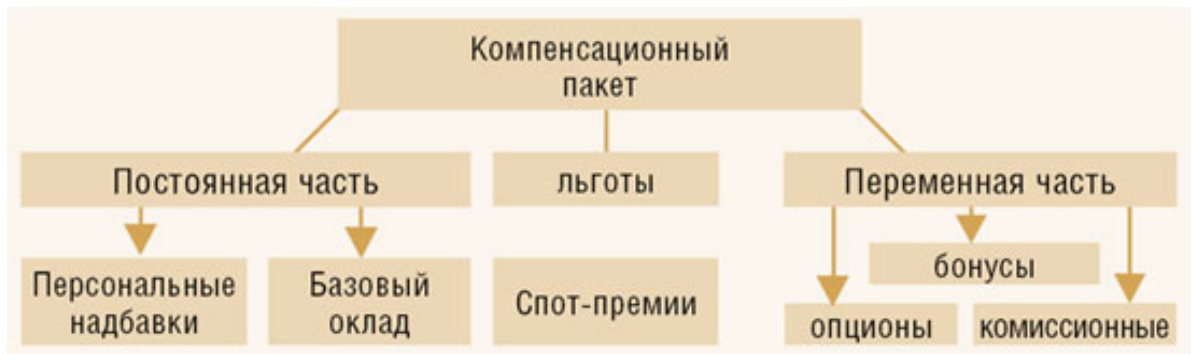 Компенсационный
пакет
Постоянная часть
льготы
Переменная часть
Персональные
надбавки
Базовый
оклад
Спот-премии
бонусы
опционы
комиссионные